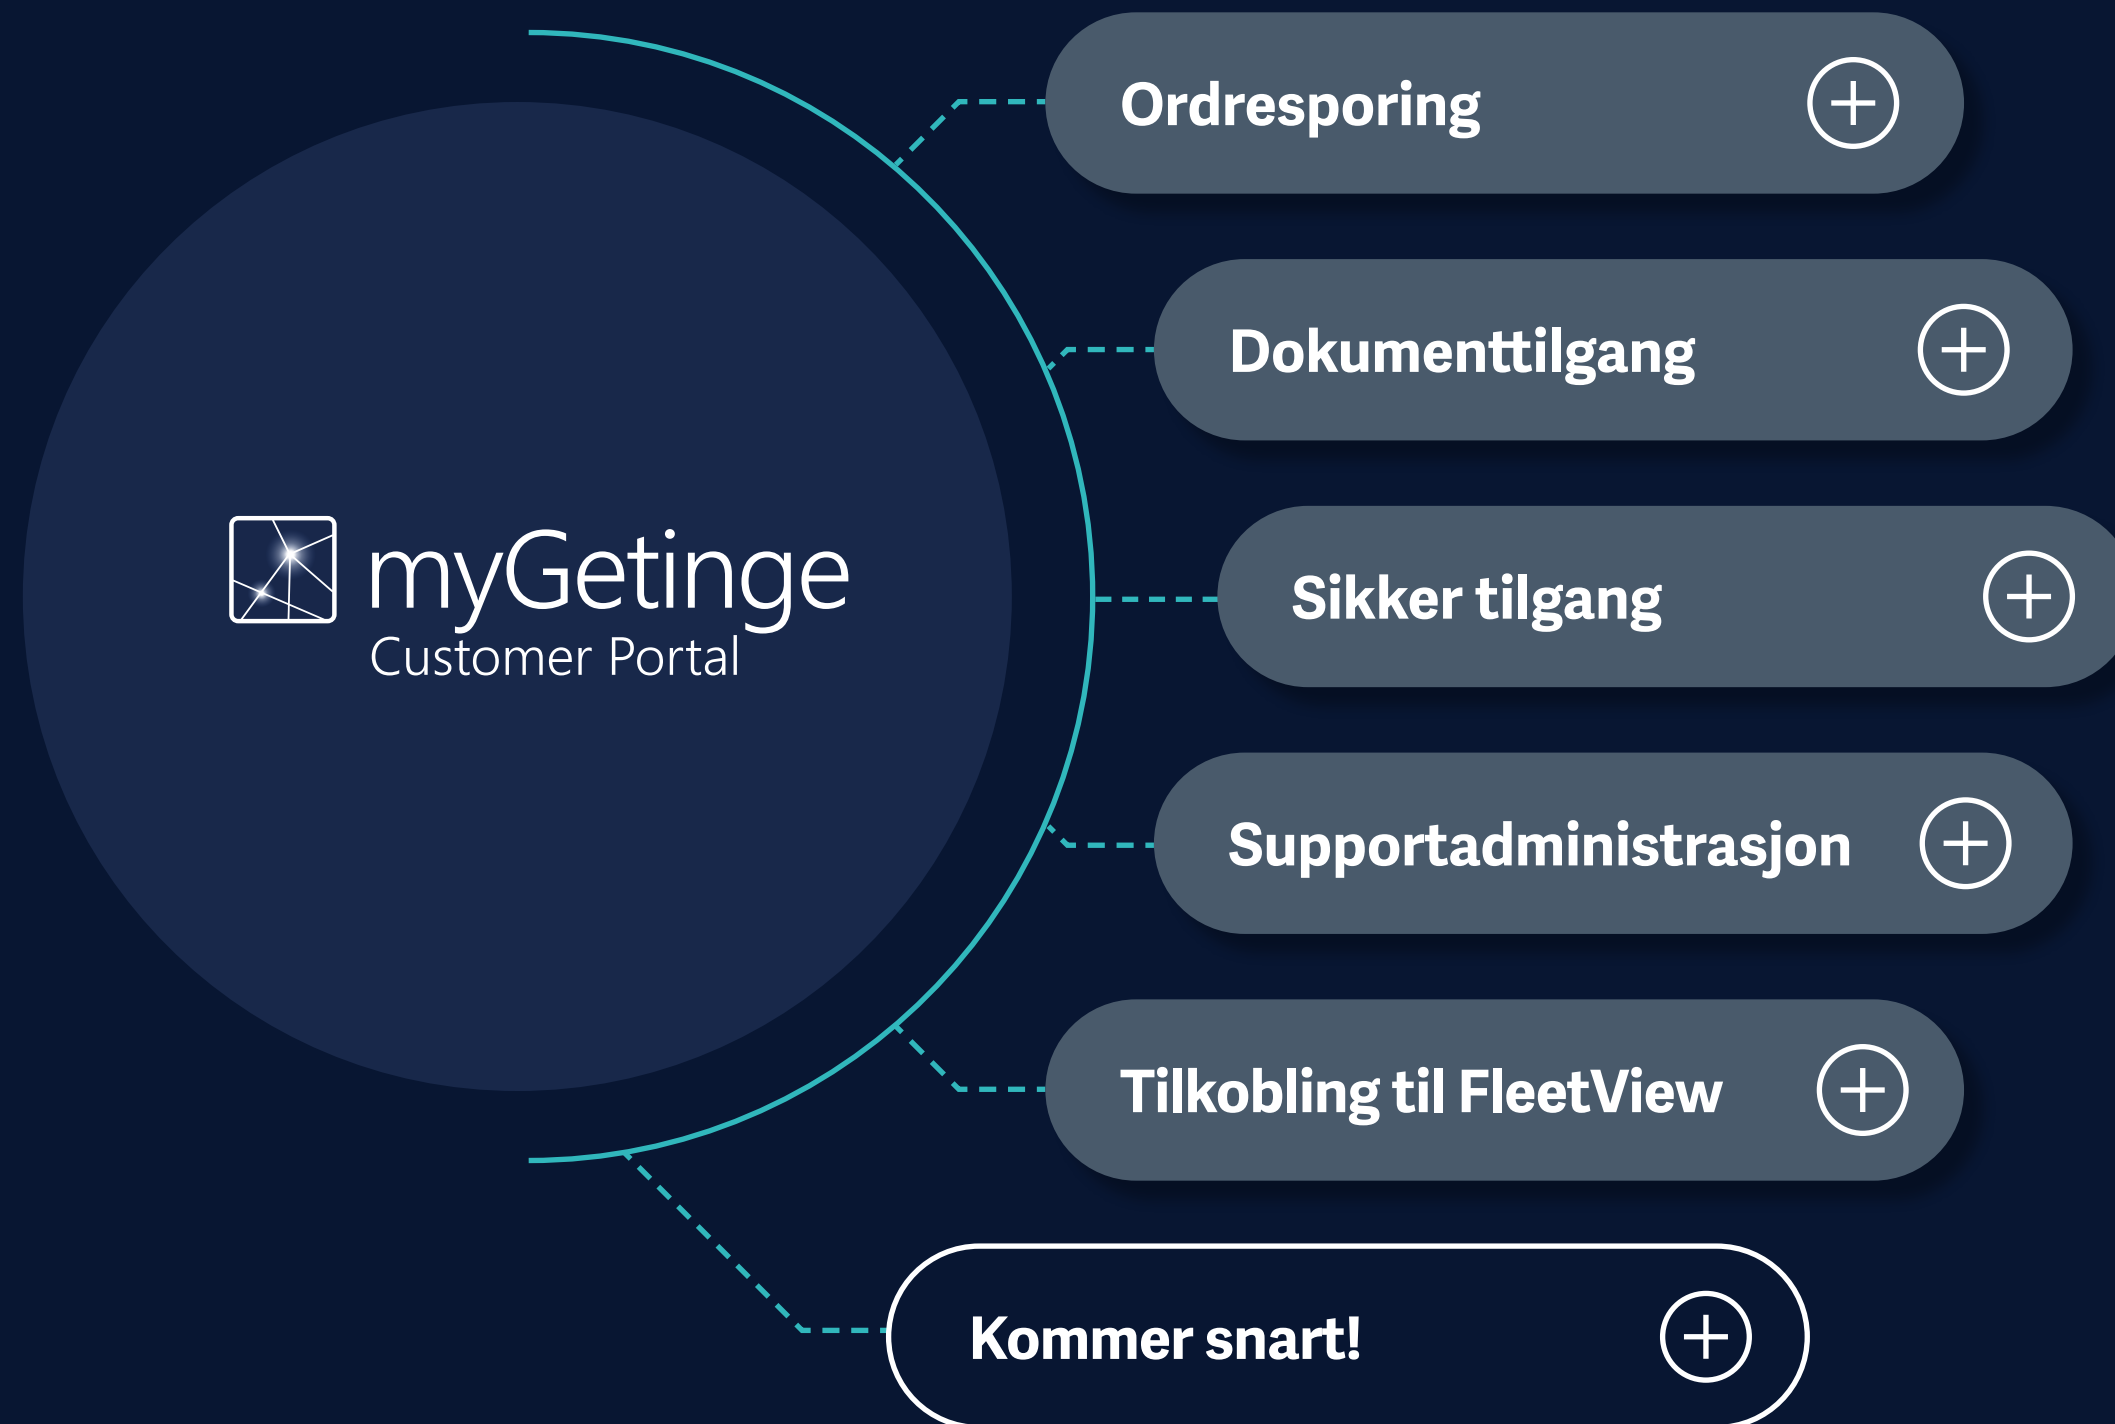 myGetinge
Customer Portal
Ordresporing
Dokumenttilgang
Sikker tilgang
Supportadministrasjon
Tilkobling til FleetView
Kommer snart!